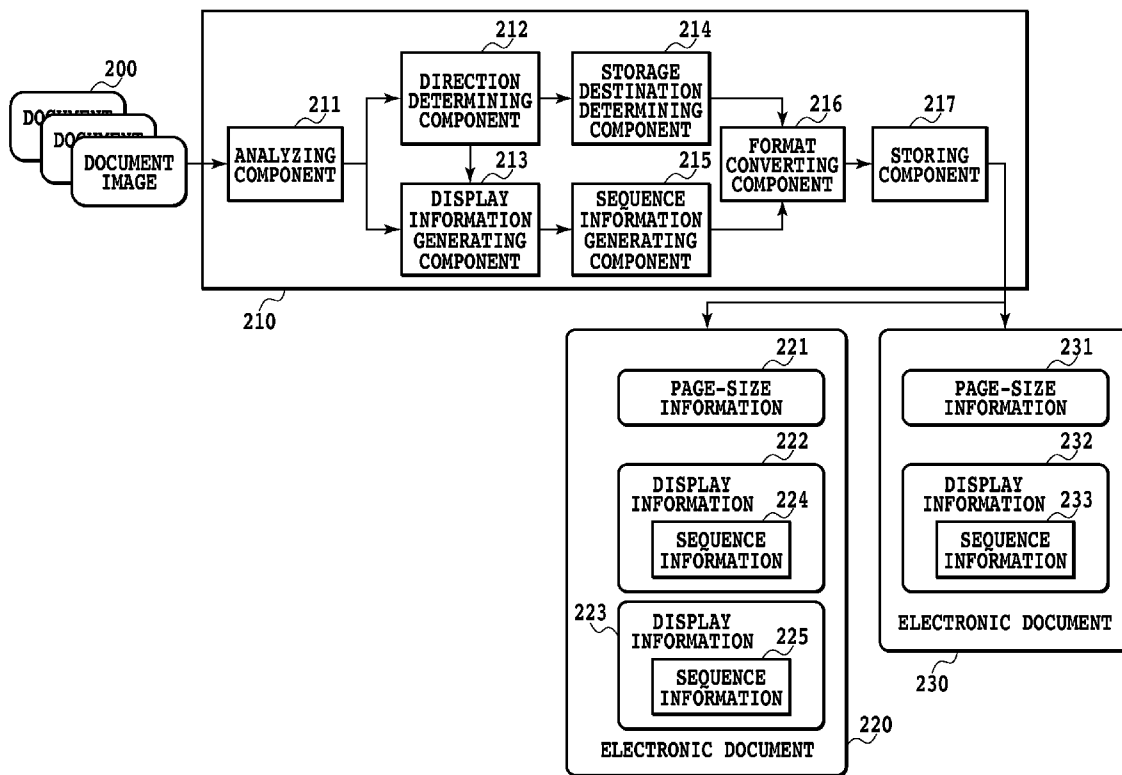 200
DOCUMENT
DOCUMENT
DOCUMENT
IMAGE
211
ANALYZING
COMPONENT
212
DIRECTION
DETERMINING
COMPONENT
213
DISPLAY
INFORMATION
GENERATING
COMPONENT
214
STORAGE
DESTINATION
DETERMINING
COMPONENT
215
SEQUENCE
INFORMATION
GENERATING
COMPONENT
216
FORMAT
CONVERTING
COMPONENT
217
STORING
COMPONENT
210
221
PAGE-SIZE
INFORMATION
222
DISPLAY
INFORMATION
224
SEQUENCE
INFORMATION
223
DISPLAY
INFORMATION
225
SEQUENCE
INFORMATION
ELECTRONIC DOCUMENT
220
231
PAGE-SIZE
INFORMATION
232
DISPLAY
INFORMATION
233
SEQUENCE
INFORMATION
ELECTRONIC DOCUMENT
230